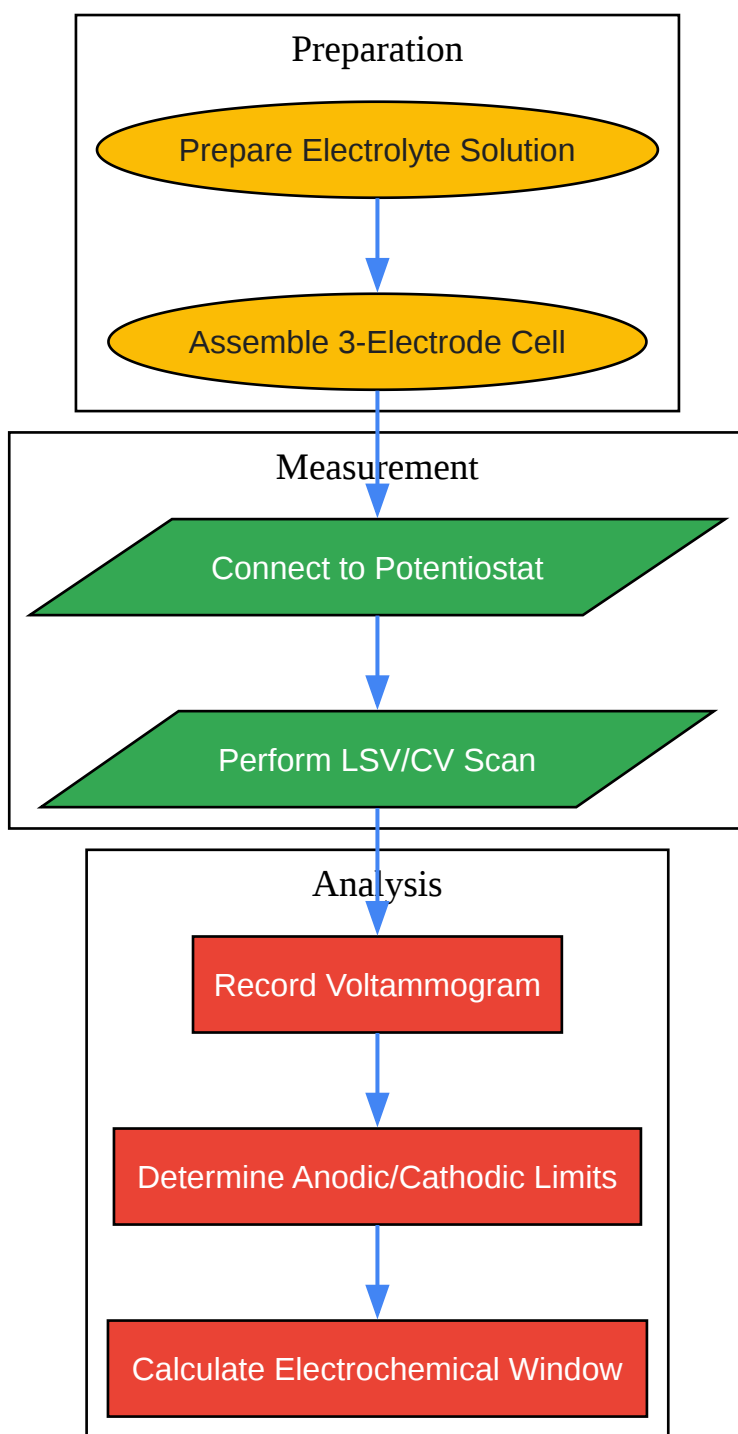 Preparation
Prepare Electrolyte Solution
Assemble 3-Electrode Cell
Measurement
Connect to Potentiostat
Perform LSV/CV Scan
Analysis
Record Voltammogram
Determine Anodic/Cathodic Limits
Calculate Electrochemical Window